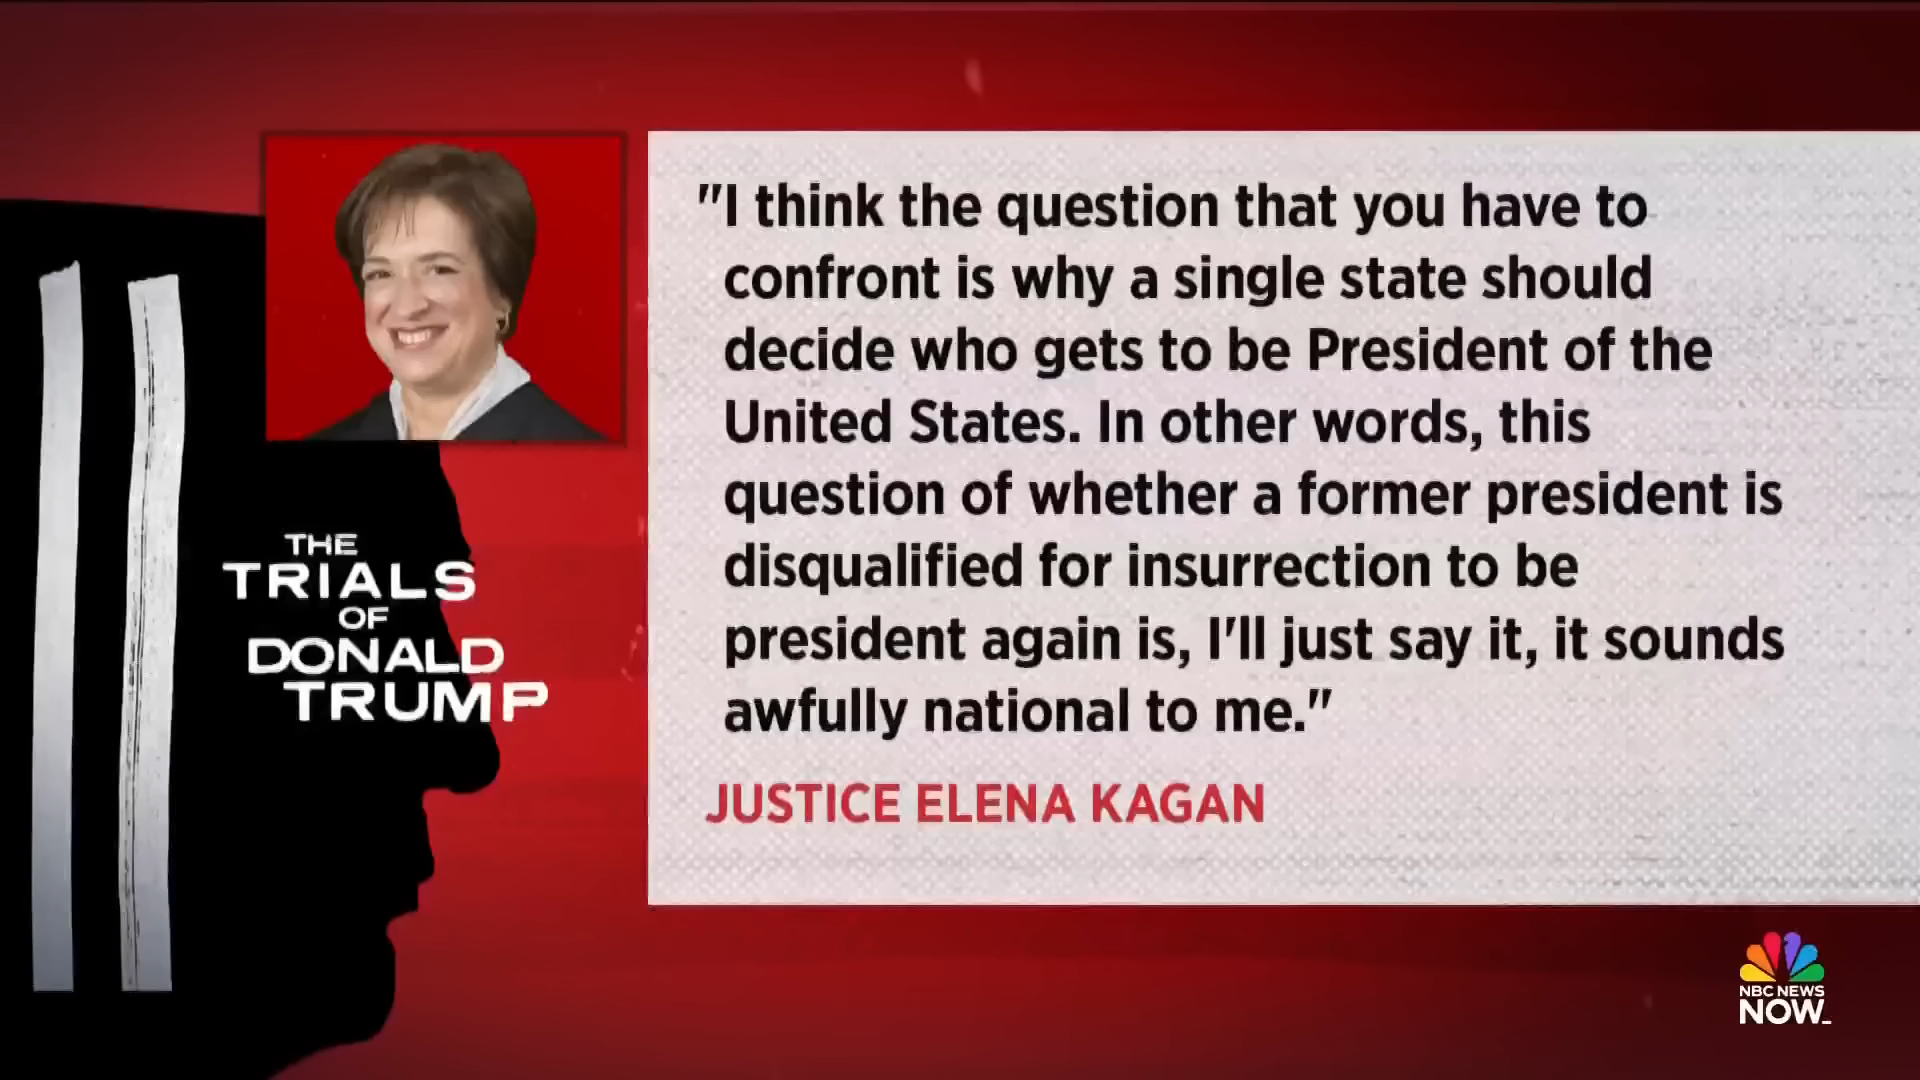 "I think the question that you have to
confront is why a single state should
decide who gets to be President of the
United States. In other words, this
question of whether a former president is
disqualified for insurrection to be
president again is, I'll just say it, it sounds
awfully national to me."
JUSTICE ELENA KAGAN
THE
TRIALS
OF
DONALD
TRUMP
NBC NEWS
NOW_